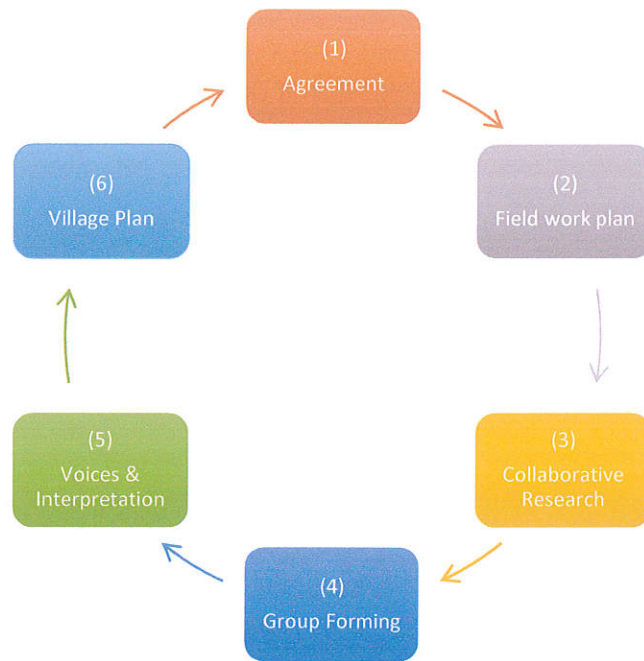 (1)
Agreement
(2)
Field work plan
(3)
Collaborative
Research
(4)
Group Forming
(5)
Voices &
Interpretation
(6)
Village Plan